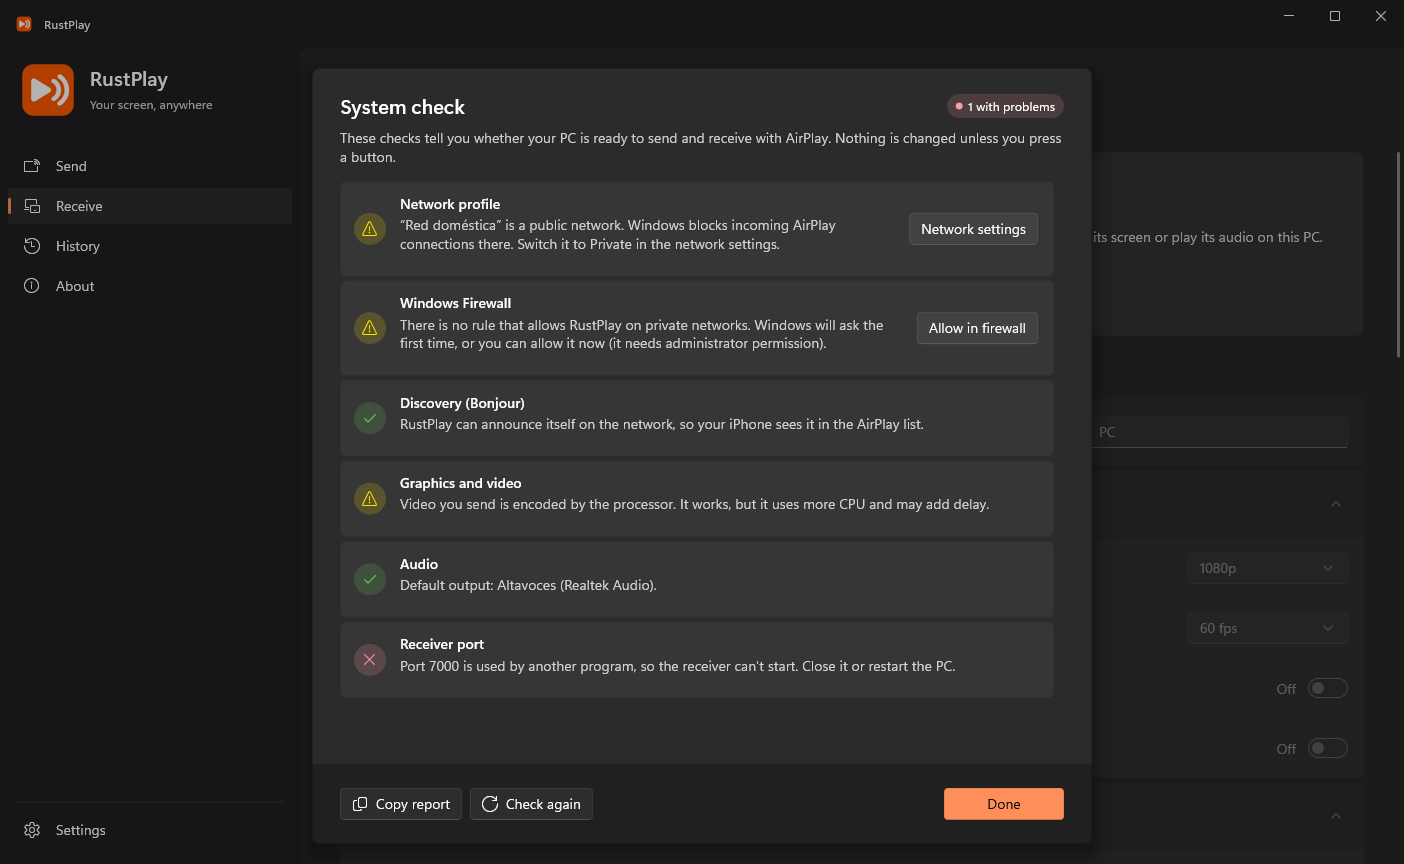 RustPlay
RustPlay
Your screen, anywhere
Send
Receive
History
About
Settings
System check
1 with problems
These checks tell you whether your PC is ready to send and receive with AirPlay. Nothing is changed unless you press
a button.
Network profile
“Red doméstica” is a public network. Windows blocks incoming AirPlay
connections there. Switch it to Private in the network settings.
Network settings
Windows Firewall
There is no rule that allows RustPlay on private networks. Windows will ask the
first time, or you can allow it now (it needs administrator permission).
Allow in firewall
Discovery (Bonjour)
RustPlay can announce itself on the network, so your iPhone sees it in the AirPlay list.
Graphics and video
Video you send is encoded by the processor. It works, but it uses more CPU and may add delay.
Audio
Default output: Altavoces (Realtek Audio).
Receiver port
Port 7000 is used by another program, so the receiver can't start. Close it or restart the PC.
Copy report
Check again
Done
its screen or play its audio on this PC.
PC
1080p
60 fps
Off
Off